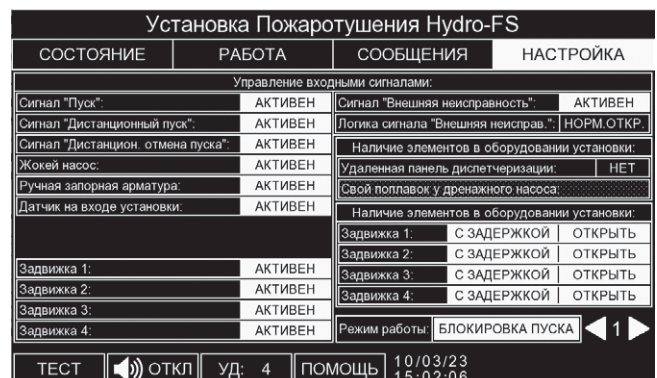 Установка Пожаротушения Hydro-FS
СОСТОЯНИЕ РАБОТА СООБЩЕНИЯ НАСТРОЙКА
Управление входными сигналами:
Сигнал "Пуск": АКТИВЕН
Сигнал "Дистанционный пуск": АКТИВЕН
Сигнал "Дистанцион. отмена пуска": АКТИВЕН
Жокей насос: АКТИВЕН
Ручная запорная арматура: АКТИВЕН
Датчик на входе установки: АКТИВЕН
Задвижка 1: АКТИВЕН
Задвижка 2: АКТИВЕН
Задвижка 3: АКТИВЕН
Задвижка 4: АКТИВЕН
Сигнал "Внешняя неисправность": АКТИВЕН
Логика сигнала "Внешняя неисправ.": НОРМ.ОТКР.
Наличие элементов в оборудовании установки:
Удаленная панель диспетчеризации: НЕТ
Свой поплавок у дренажного насоса:
Наличие элементов в оборудовании установки:
Задвижка 1: С ЗАДЕРЖКОЙ ОТКРЫТЬ
Задвижка 2: С ЗАДЕРЖКОЙ ОТКРЫТЬ
Задвижка 3: С ЗАДЕРЖКОЙ ОТКРЫТЬ
Задвижка 4: С ЗАДЕРЖКОЙ ОТКРЫТЬ
Режим работы: БЛОКИРОВКА ПУСКА 1
ТЕСТ ОТКЛ УД: 4 ПОМОЩЬ 10/03/23
15:02:06